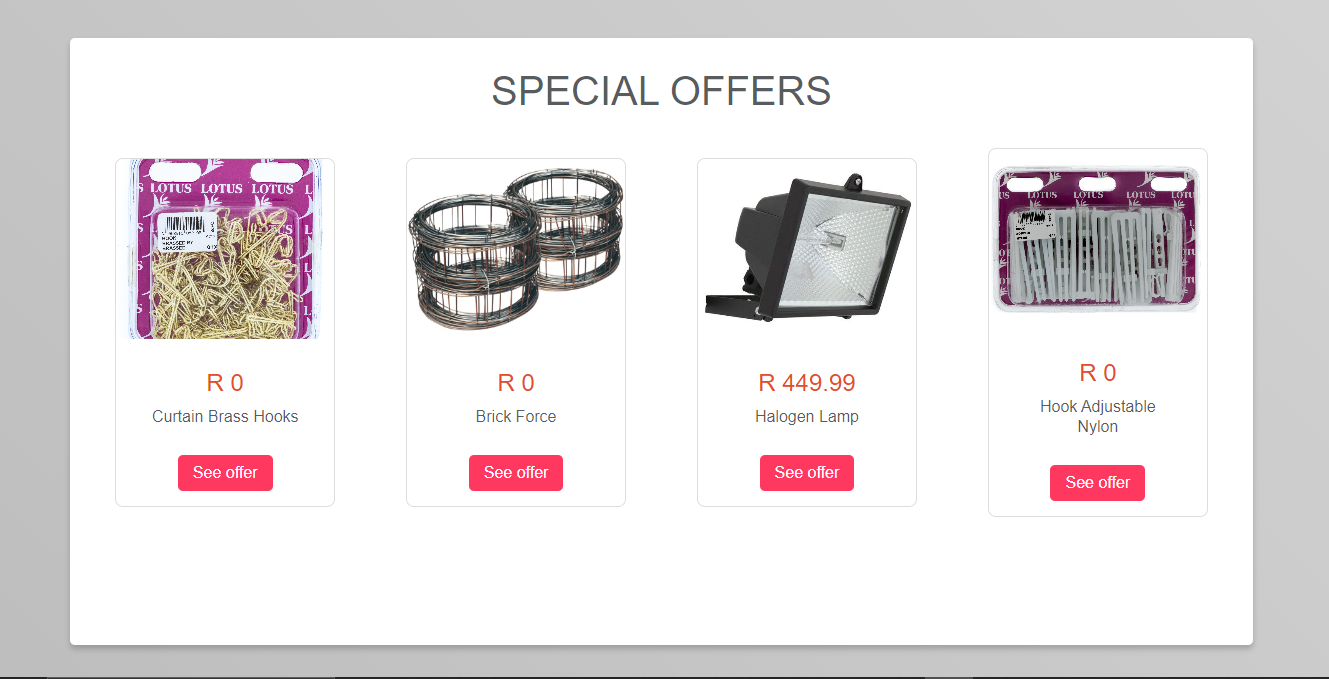 SPECIAL OFFERS
LOTUS LOTUS LOTUS
R 0
Curtain Brass Hooks
See offer
R 0
Brick Force
See offer
R 449.99
Halogen Lamp
See offer
LOTUS LOTUS
R 0
Hook Adjustable
Nylon
See offer